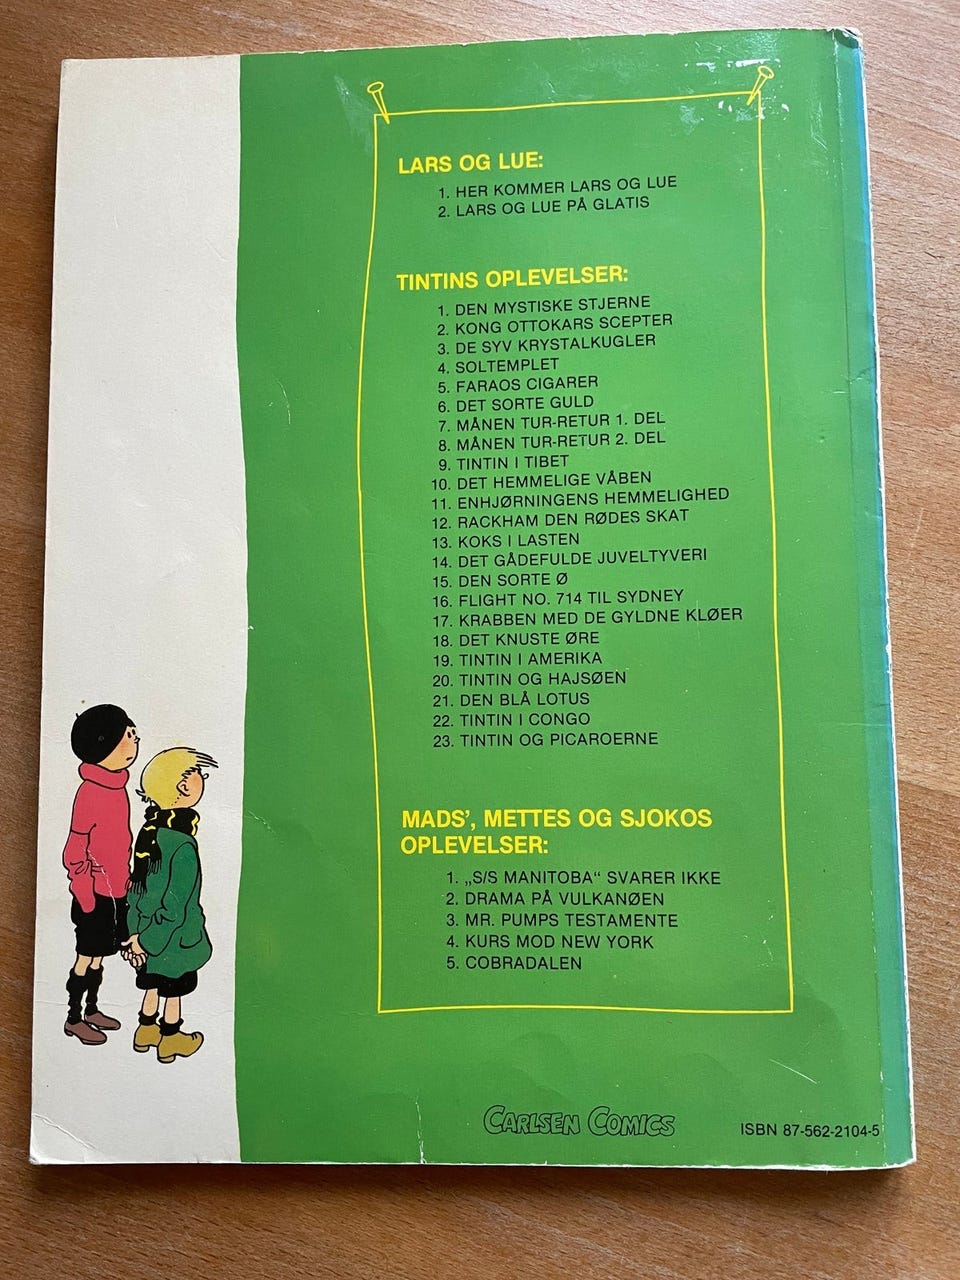 LARS OG LUE:
1. HER KOMMER LARS OG LUE
2. LARS OG LUE PÅ GLATIS
TINTINS OPLEVELSER:
1. DEN MYSTISKE STJERNE
2. KONG OTTOKARS SCEPTER
3. DE SYV KRYSTALKUGLER
4. SOLTEMPLET
5. FARAOS CIGARER
6. DET SORTE GULD
7. MÅNEN TUR-RETUR 1. DEL
8. MÅNEN TUR-RETUR 2. DEL
9. TINTIN I TIBET
10. DET HEMMELIGE VÅBEN
11. ENHJØRNINGENS HEMMELIGHED
12. RACKHAM DEN RØDES SKAT
13. KOKS I LASTEN
14. DET GÅDEFULDE JUVELTYVERI
15. DEN SORTE Ø
16. FLIGHT NO. 714 TIL SYDNEY
17. KRABBEN MED DE GYLDNE KLØER
18. DET KNUSTE ØRE
19. TINTIN I AMERIKA
20. TINTIN OG HAJSØEN
21. DEN BLÅ LOTUS
22. TINTIN I CONGO
23. TINTIN OG PICAROERNE
MADS', METTES OG SJOKOS
OPLEVELSER:
1. „S/S MANITOBA“ SVARER IKKE
2. DRAMA PÅ VULKANØEN
3. MR. PUMPS TESTAMENTE
4. KURS MOD NEW YORK
5. COBRADALEN
CARLSEN COMICS
ISBN 87-562-2104-5